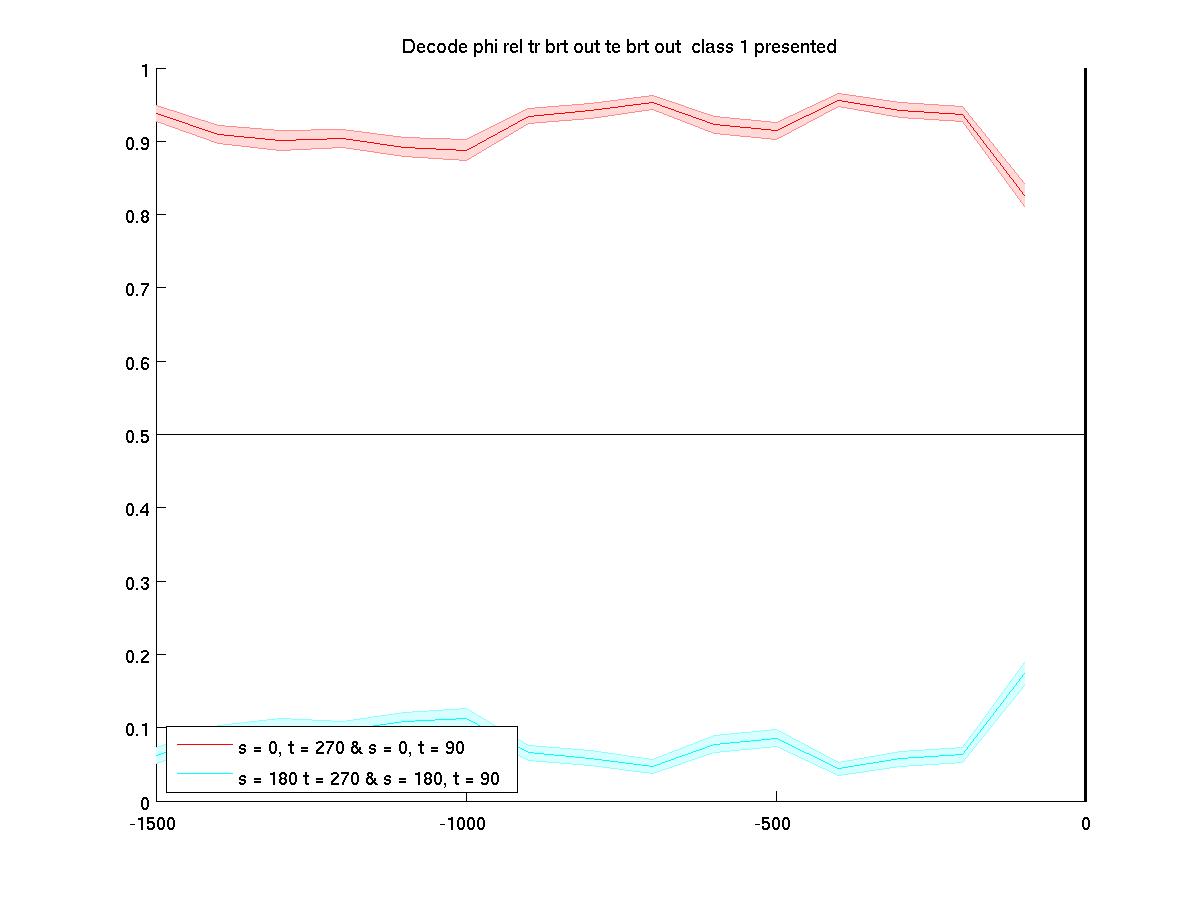 Decode phi rel tr brt out te brt out  class 1 presented
1
0.9
0.8
0.7
0.6
0.5
0.4
0.3
0.2
0.1
0
s = 0, t = 270 & s = 0, t = 90
s = 180 t = 270 & s = 180, t = 90
-1500 -1000 -500 0